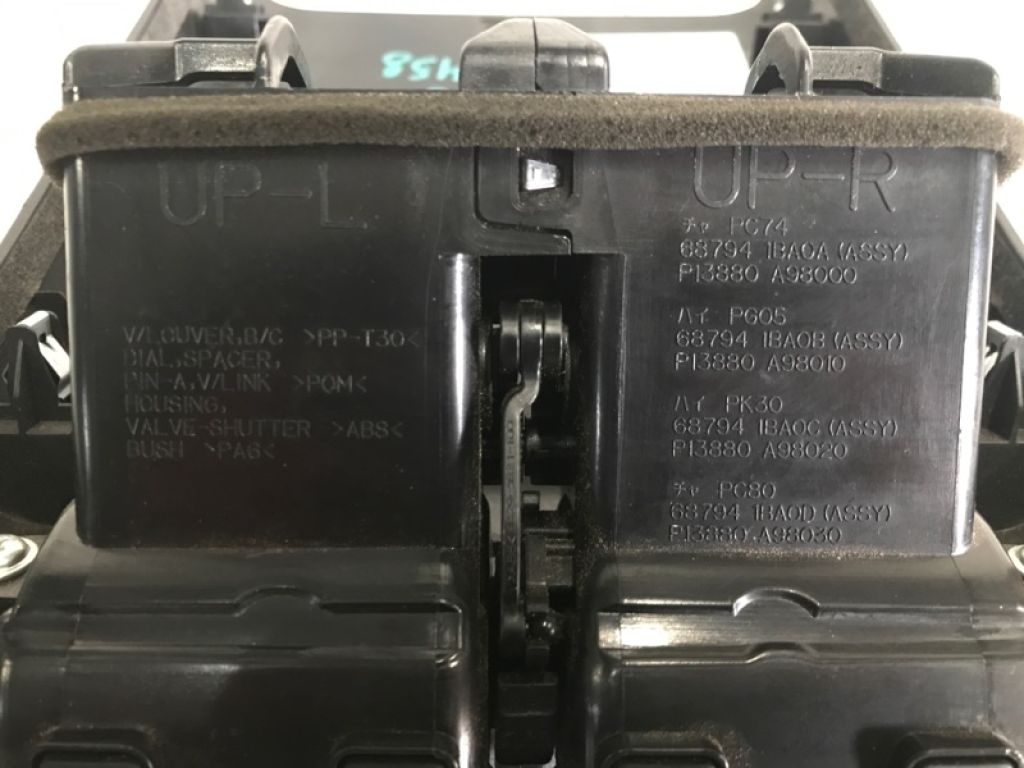 458
UP-L
UP-R
チャ PC74
68794 1BA0A (ASSY)
P13880 A98000
ハイ PG05
68794 1BA0B (ASSY)
P13880 A98010
ハイ PK30
68794 1BA0C (ASSY)
P13880 A98020
チャ PC80
68794 1BA0D (ASSY)
P13880 A98030
V/LOUVER,B/C >PP-T30<
DIAL,SPACER,
PIN-A,V/LINK >POM<
HOUSING,
VALVE-SHUTTER >ABS<
BUSH >PA6<